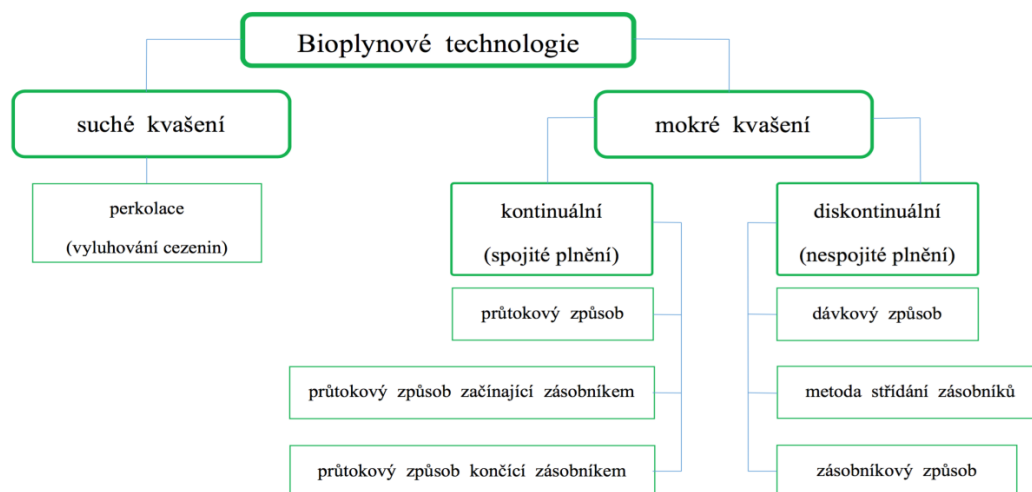 Bioplynové technologie
suché kvašení
mokré kvašení
perkolace
(vyluhování cezenin)
kontinuální
(spojité plnění)
diskontinuální
(nespojité plnění)
průtokový způsob
dávkový způsob
průtokový způsob začínající zásobníkem
metoda střídání zásobníků
průtokový způsob končící zásobníkem
zásobníkový způsob